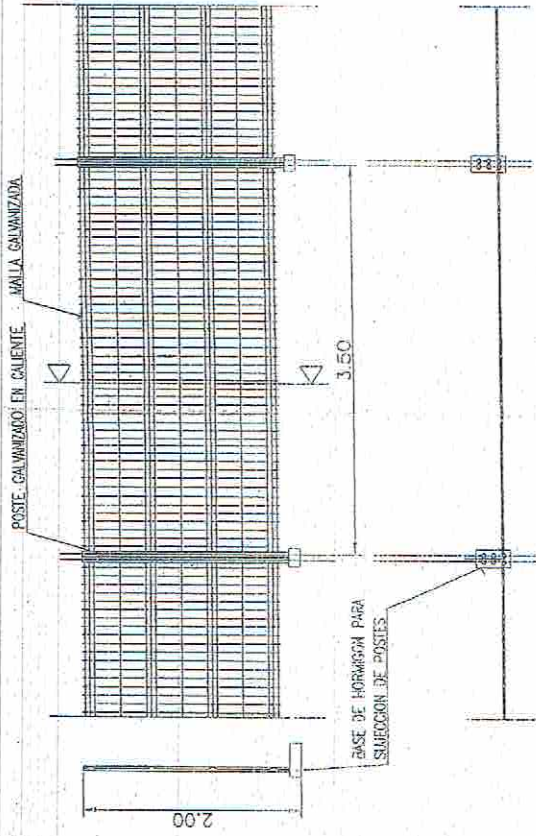 POSTE GALVANIZADO EN CALIENTE
MALLA GALVANIZADA
3.50
2.00
BASE DE HORMIGON PARA
SUJECCION DE POSTES